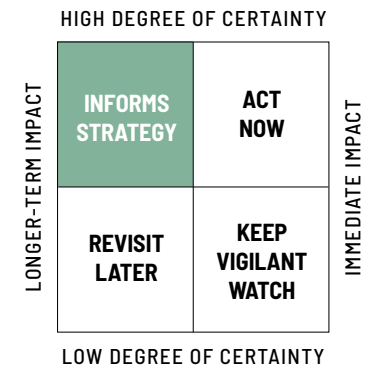 HIGH DEGREE OF CERTAINTY
LONGER-TERM IMPACT
INFORMS
STRATEGY
ACT
NOW
IMMEDIATE IMPACT
REVISIT
LATER
KEEP
VIGILANT
WATCH
LOW DEGREE OF CERTAINTY